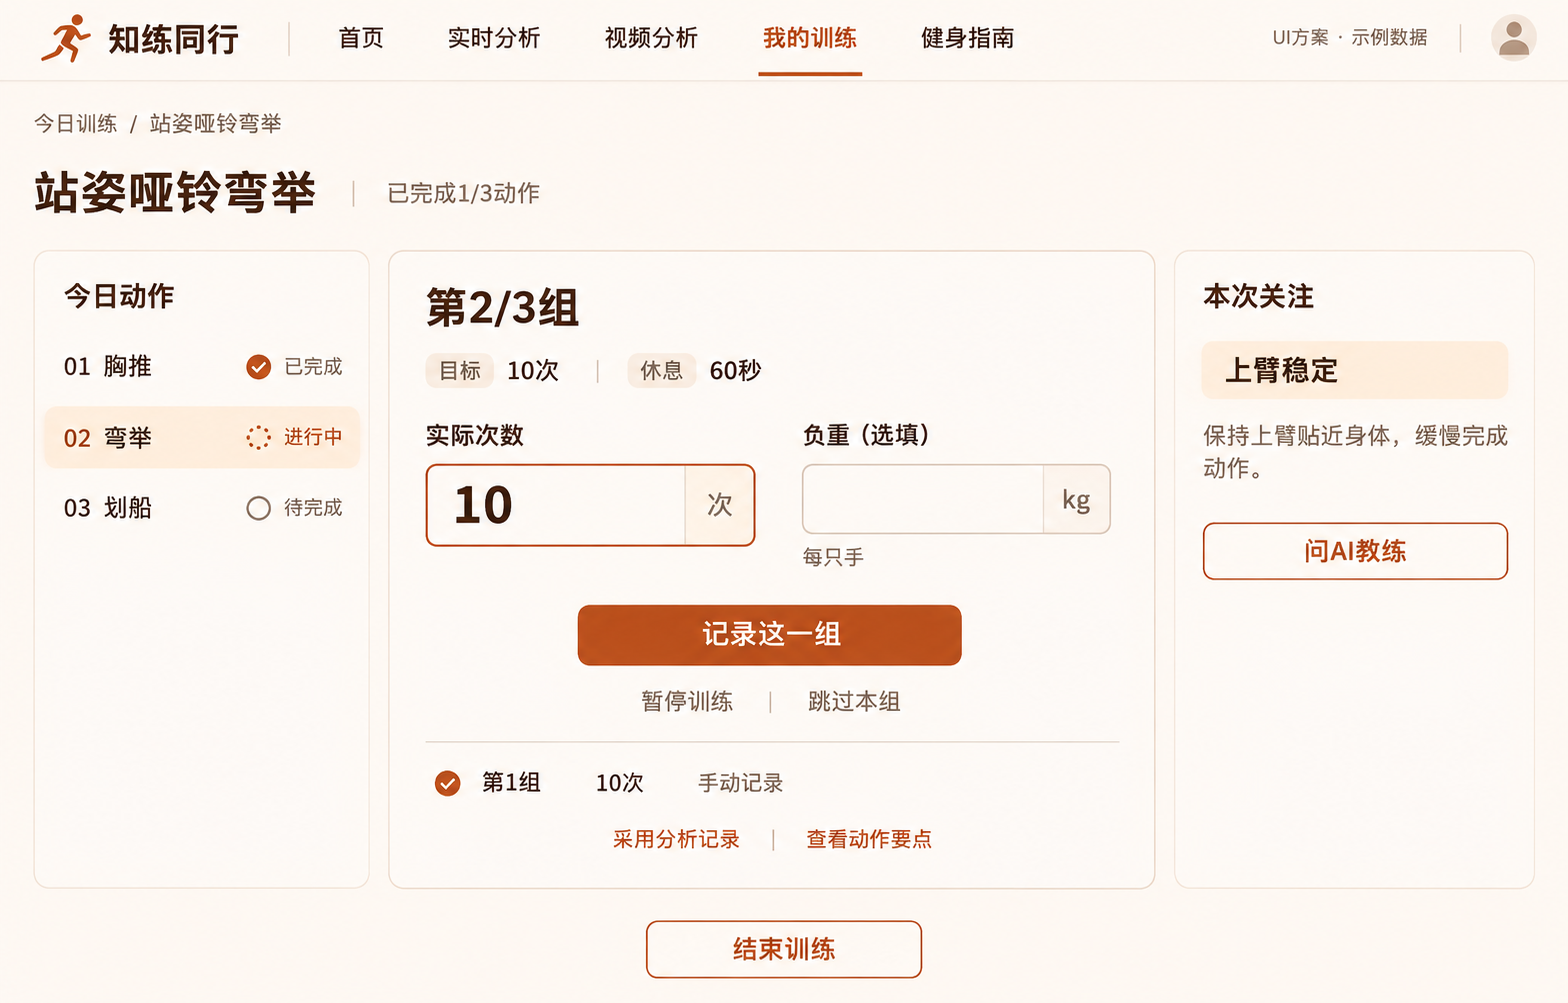 知练同行
首页
实时分析
视频分析
我的训练
健身指南
UI方案 · 示例数据
今日训练 / 站姿哑铃弯举
站姿哑铃弯举
已完成1/3动作
今日动作
01 胸推 已完成
02 弯举 进行中
03 划船 待完成
第2/3组
目标 10次 休息 60秒
实际次数
10 次
负重（选填）
kg
每只手
记录这一组
暂停训练
跳过本组
第1组 10次 手动记录
采用分析记录
查看动作要点
本次关注
上臂稳定
保持上臂贴近身体，缓慢完成
动作。
问AI教练
结束训练